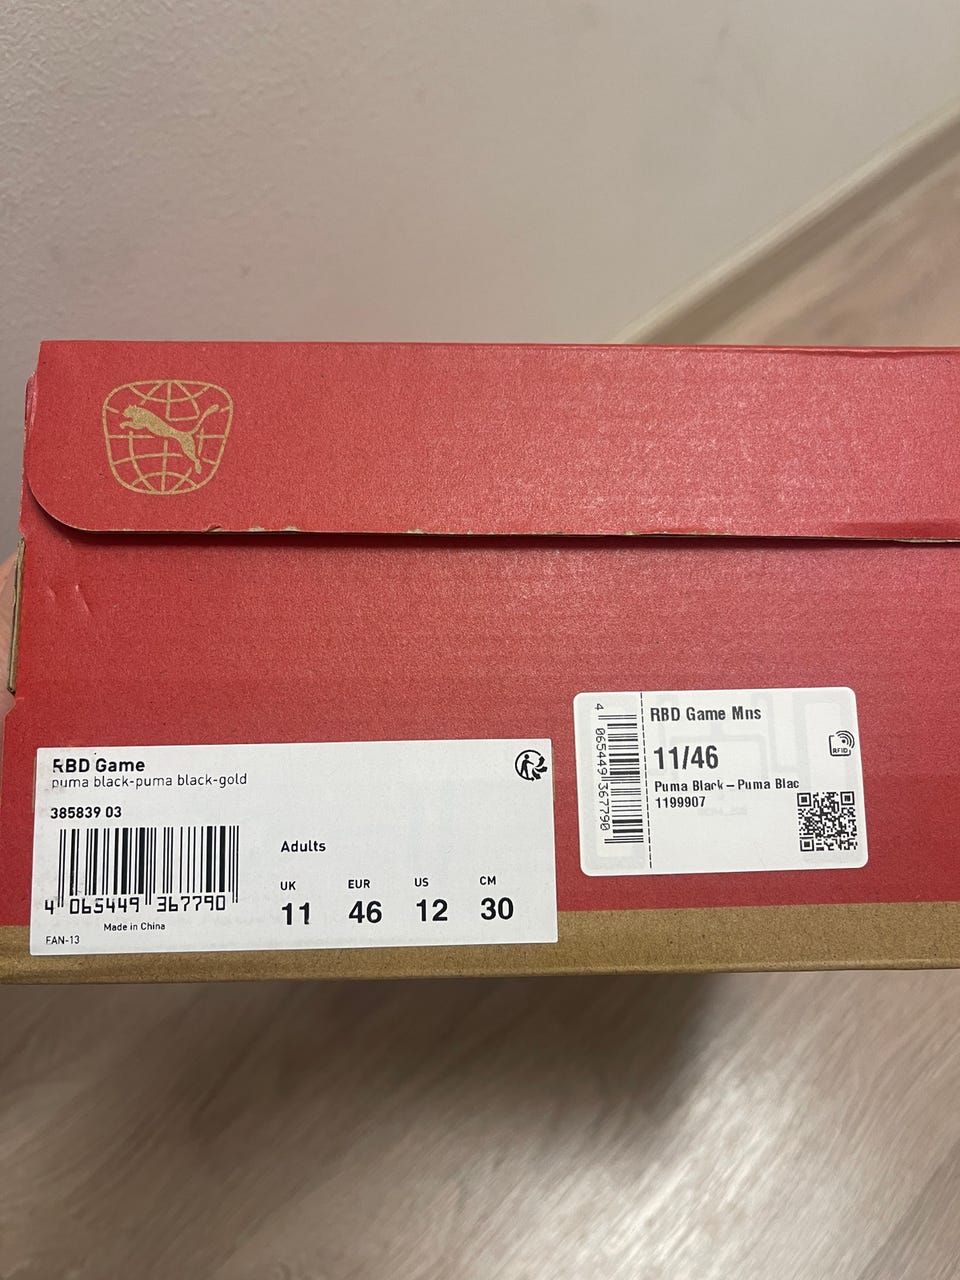 RBD Game
puma black-puma black-gold
385839 03
4 065449 367790
Made in China
FAN-13
Adults
UK EUR US CM
11 46 12 30
4 065449 367790
RBD Game Mns
11/46
Puma Black – Puma Blac
1199907
RFID